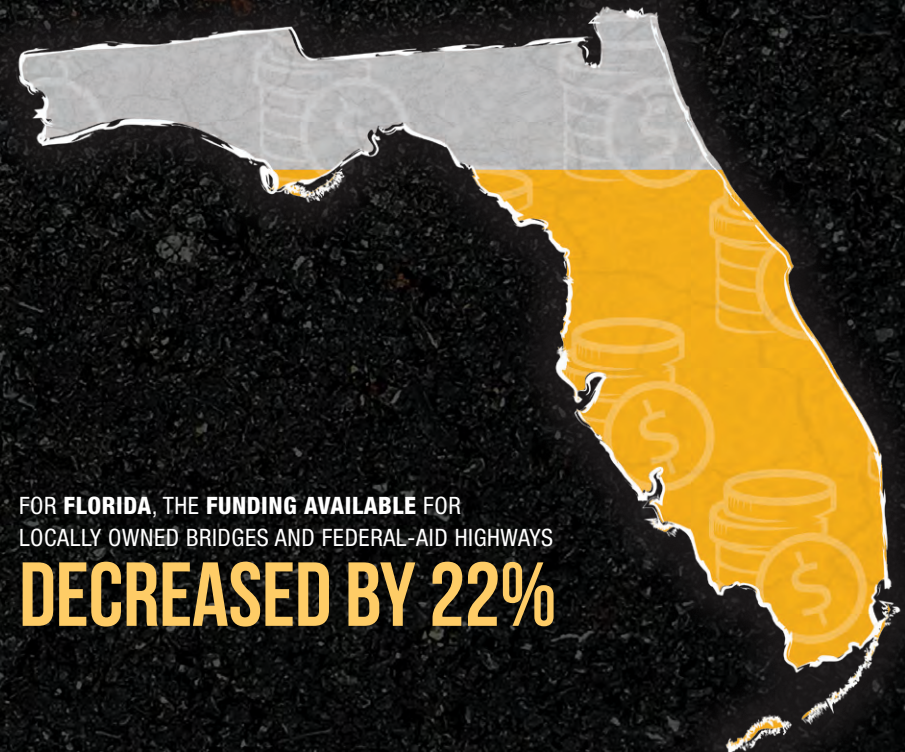 FOR FLORIDA, THE FUNDING AVAILABLE FOR
LOCALLY OWNED BRIDGES AND FEDERAL-AID HIGHWAYS
DECREASED BY 22%